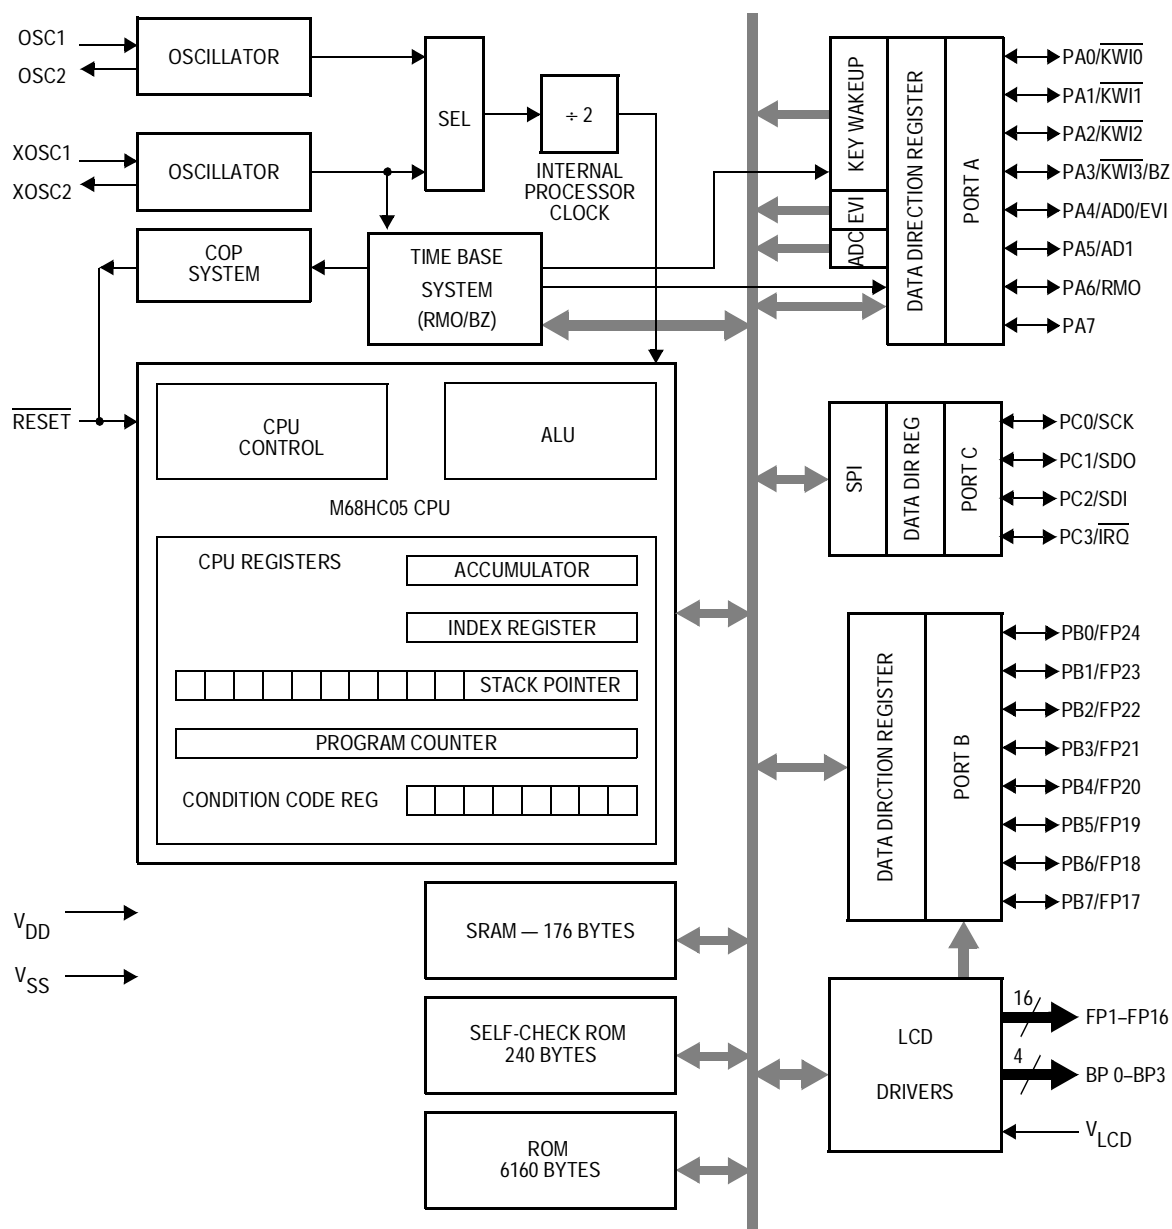 OSC1
OSC2
OSCILLATOR
SEL
÷ 2
INTERNAL
PROCESSOR
CLOCK
XOSC1
XOSC2
OSCILLATOR
COP
SYSTEM
TIME BASE
SYSTEM
(RMO/BZ)
RESET
CPU
CONTROL
ALU
M68HC05 CPU
CPU REGISTERS
ACCUMULATOR
INDEX REGISTER
STACK POINTER
PROGRAM COUNTER
CONDITION CODE REG
VDD
VSS
SRAM — 176 BYTES
SELF-CHECK ROM
240 BYTES
ROM
6160 BYTES
KEY WAKEUP
EVI
ADC
DATA DIRECTION REGISTER
PORT A
PA0/KWI0
PA1/KWI1
PA2/KWI2
PA3/KWI3/BZ
PA4/AD0/EVI
PA5/AD1
PA6/RMO
PA7
SPI
DATA DIR REG
PORT C
PC0/SCK
PC1/SDO
PC2/SDI
PC3/IRQ
DATA DIRCTION REGISTER
PORT B
PB0/FP24
PB1/FP23
PB2/FP22
PB3/FP21
PB4/FP20
PB5/FP19
PB6/FP18
PB7/FP17
LCD
DRIVERS
16
FP1–FP16
4
BP 0–BP3
VLCD